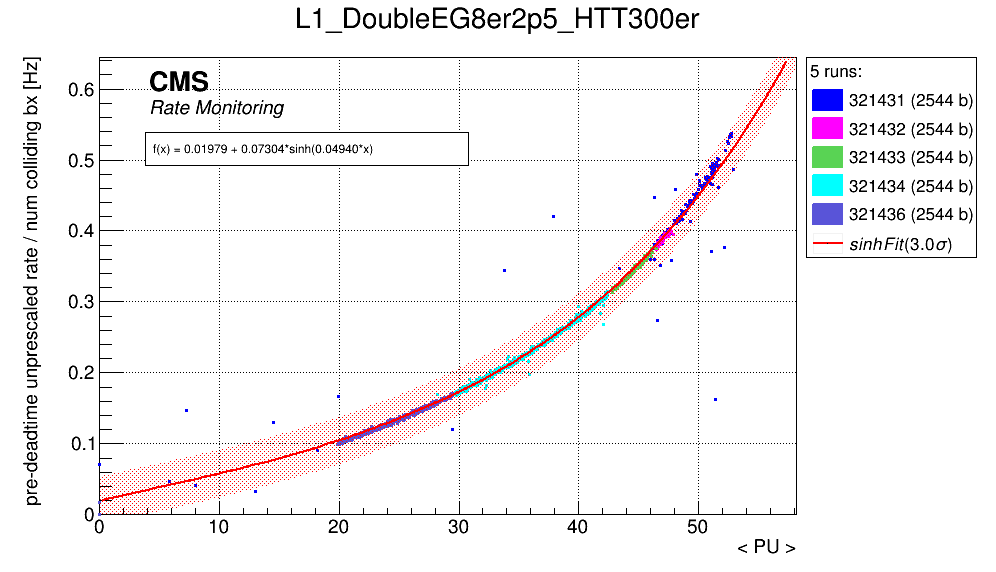 L1_DoubleEG8er2p5_HTT300er
pre-deadtime unprescaled rate / num colliding bx [Hz]
CMS
Rate Monitoring
f(x) = 0.01979 + 0.07304*sinh(0.04940*x)
0.6
0.5
0.4
0.3
0.2
0.1
0
0 10 20 30 40 50
< PU >
5 runs:
321431 (2544 b)
321432 (2544 b)
321433 (2544 b)
321434 (2544 b)
321436 (2544 b)
sinhFit(3.0σ)